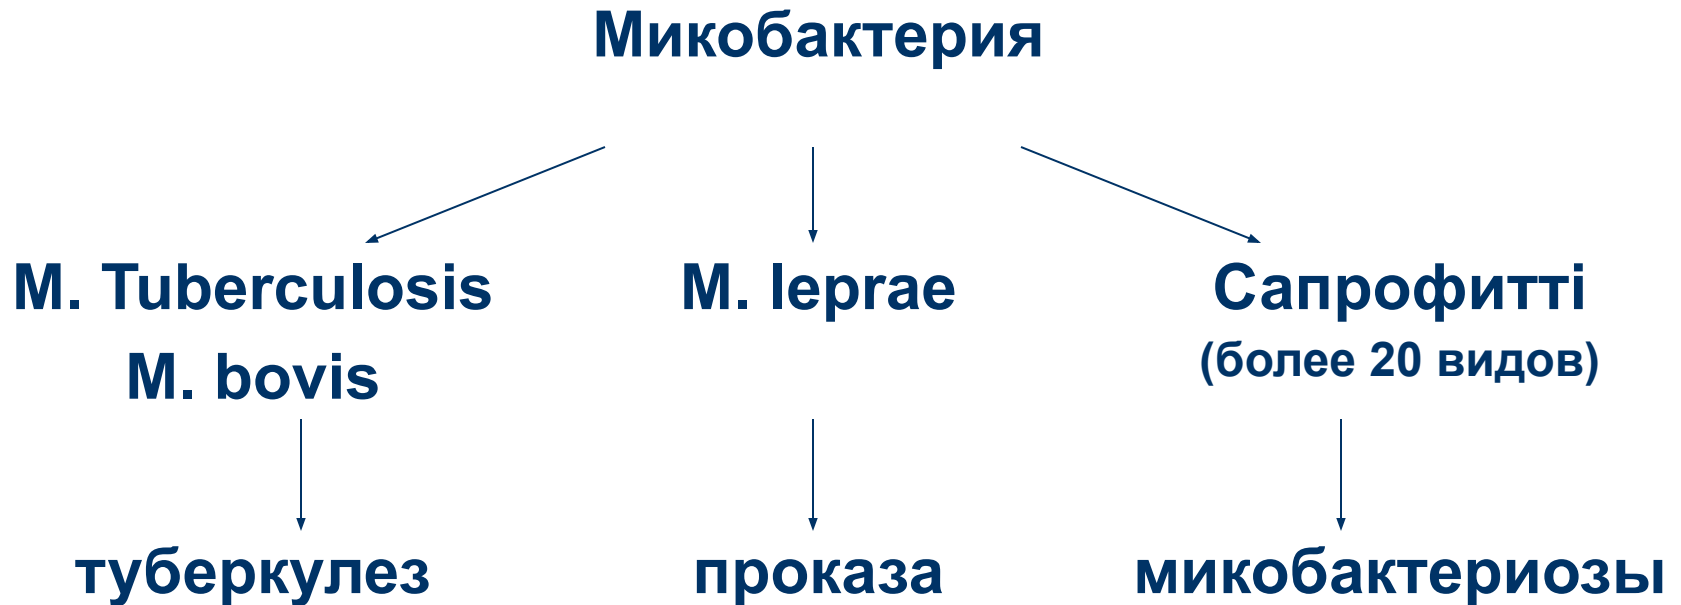 Микобактерия
M. Tuberculosis
M. bovis
M. leprae
Сапрофитті
(более 20 видов)
туберкулез
проказа
микобактериозы